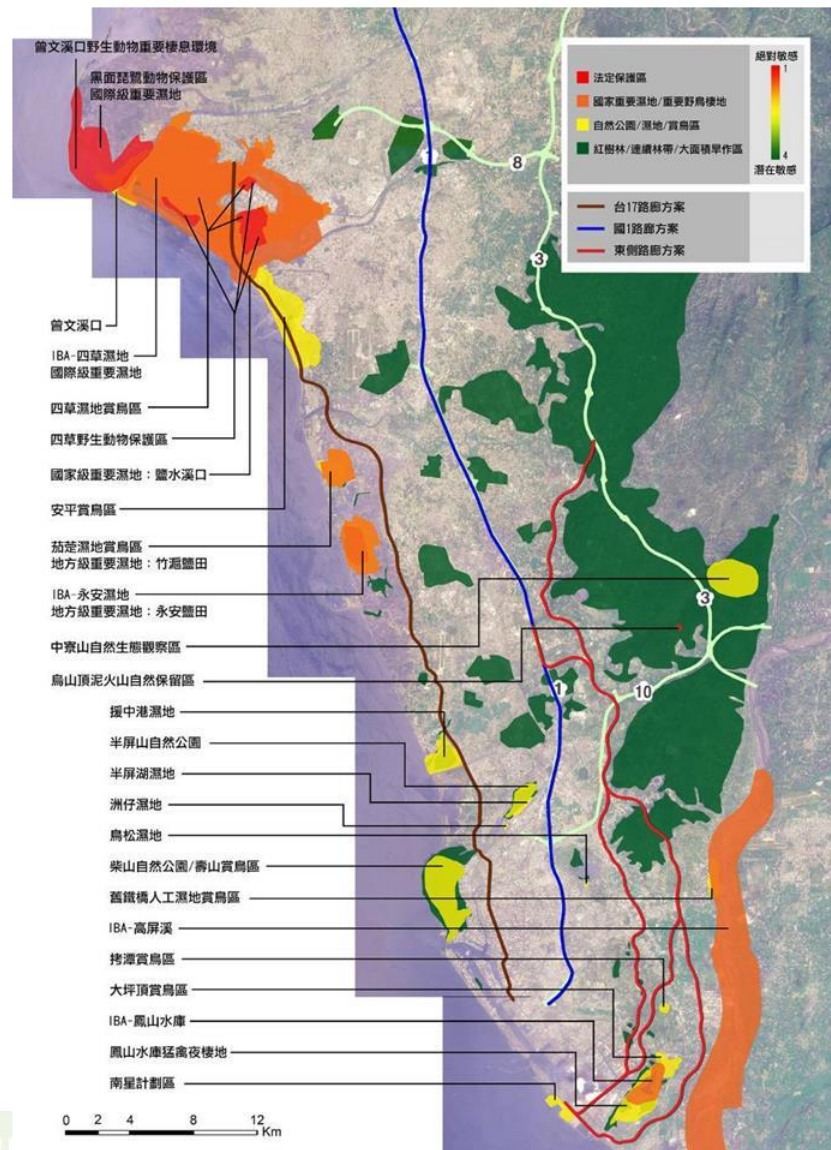 曾文溪口野生動物重要棲息環境
黑面琵鷺動物保護區
國際級重要濕地
法定保護區
國家重要濕地/重要野鳥棲地
自然公園/濕地/賞鳥區
紅樹林/連續林帶/大面積旱作區
絕對敏感
1
4
潛在敏感
台17路廊方案
國1路廊方案
東側路廊方案
1
8
3
曾文溪口
IBA-四草濕地
國際級重要濕地
四草濕地賞鳥區
四草野生動物保護區
國家級重要濕地：鹽水溪口
安平賞鳥區
茄萣濕地賞鳥區
地方級重要濕地：竹滬鹽田
IBA-永安濕地
地方級重要濕地：永安鹽田
中寮山自然生態觀察區
烏山頂泥火山自然保留區
3
1
10
援中港濕地
半屏山自然公園
半屏湖濕地
洲仔濕地
鳥松濕地
柴山自然公園/壽山賞鳥區
舊鐵橋人工濕地賞鳥區
IBA-高屏溪
拷潭賞鳥區
大坪頂賞鳥區
IBA-鳳山水庫
鳳山水庫猛禽夜棲地
南星計劃區
0 2 4 8 12
Km